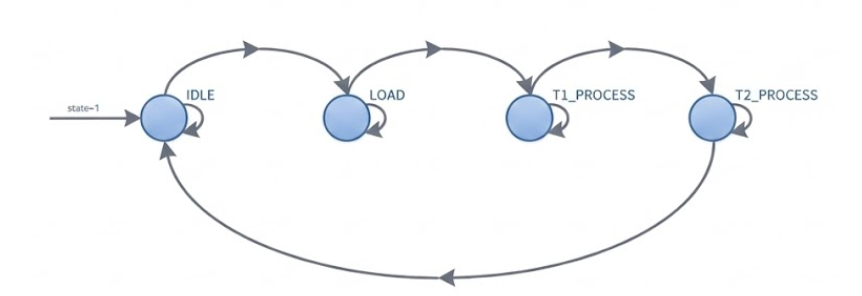 state=1
IDLE
LOAD
T1_PROCESS
T2_PROCESS